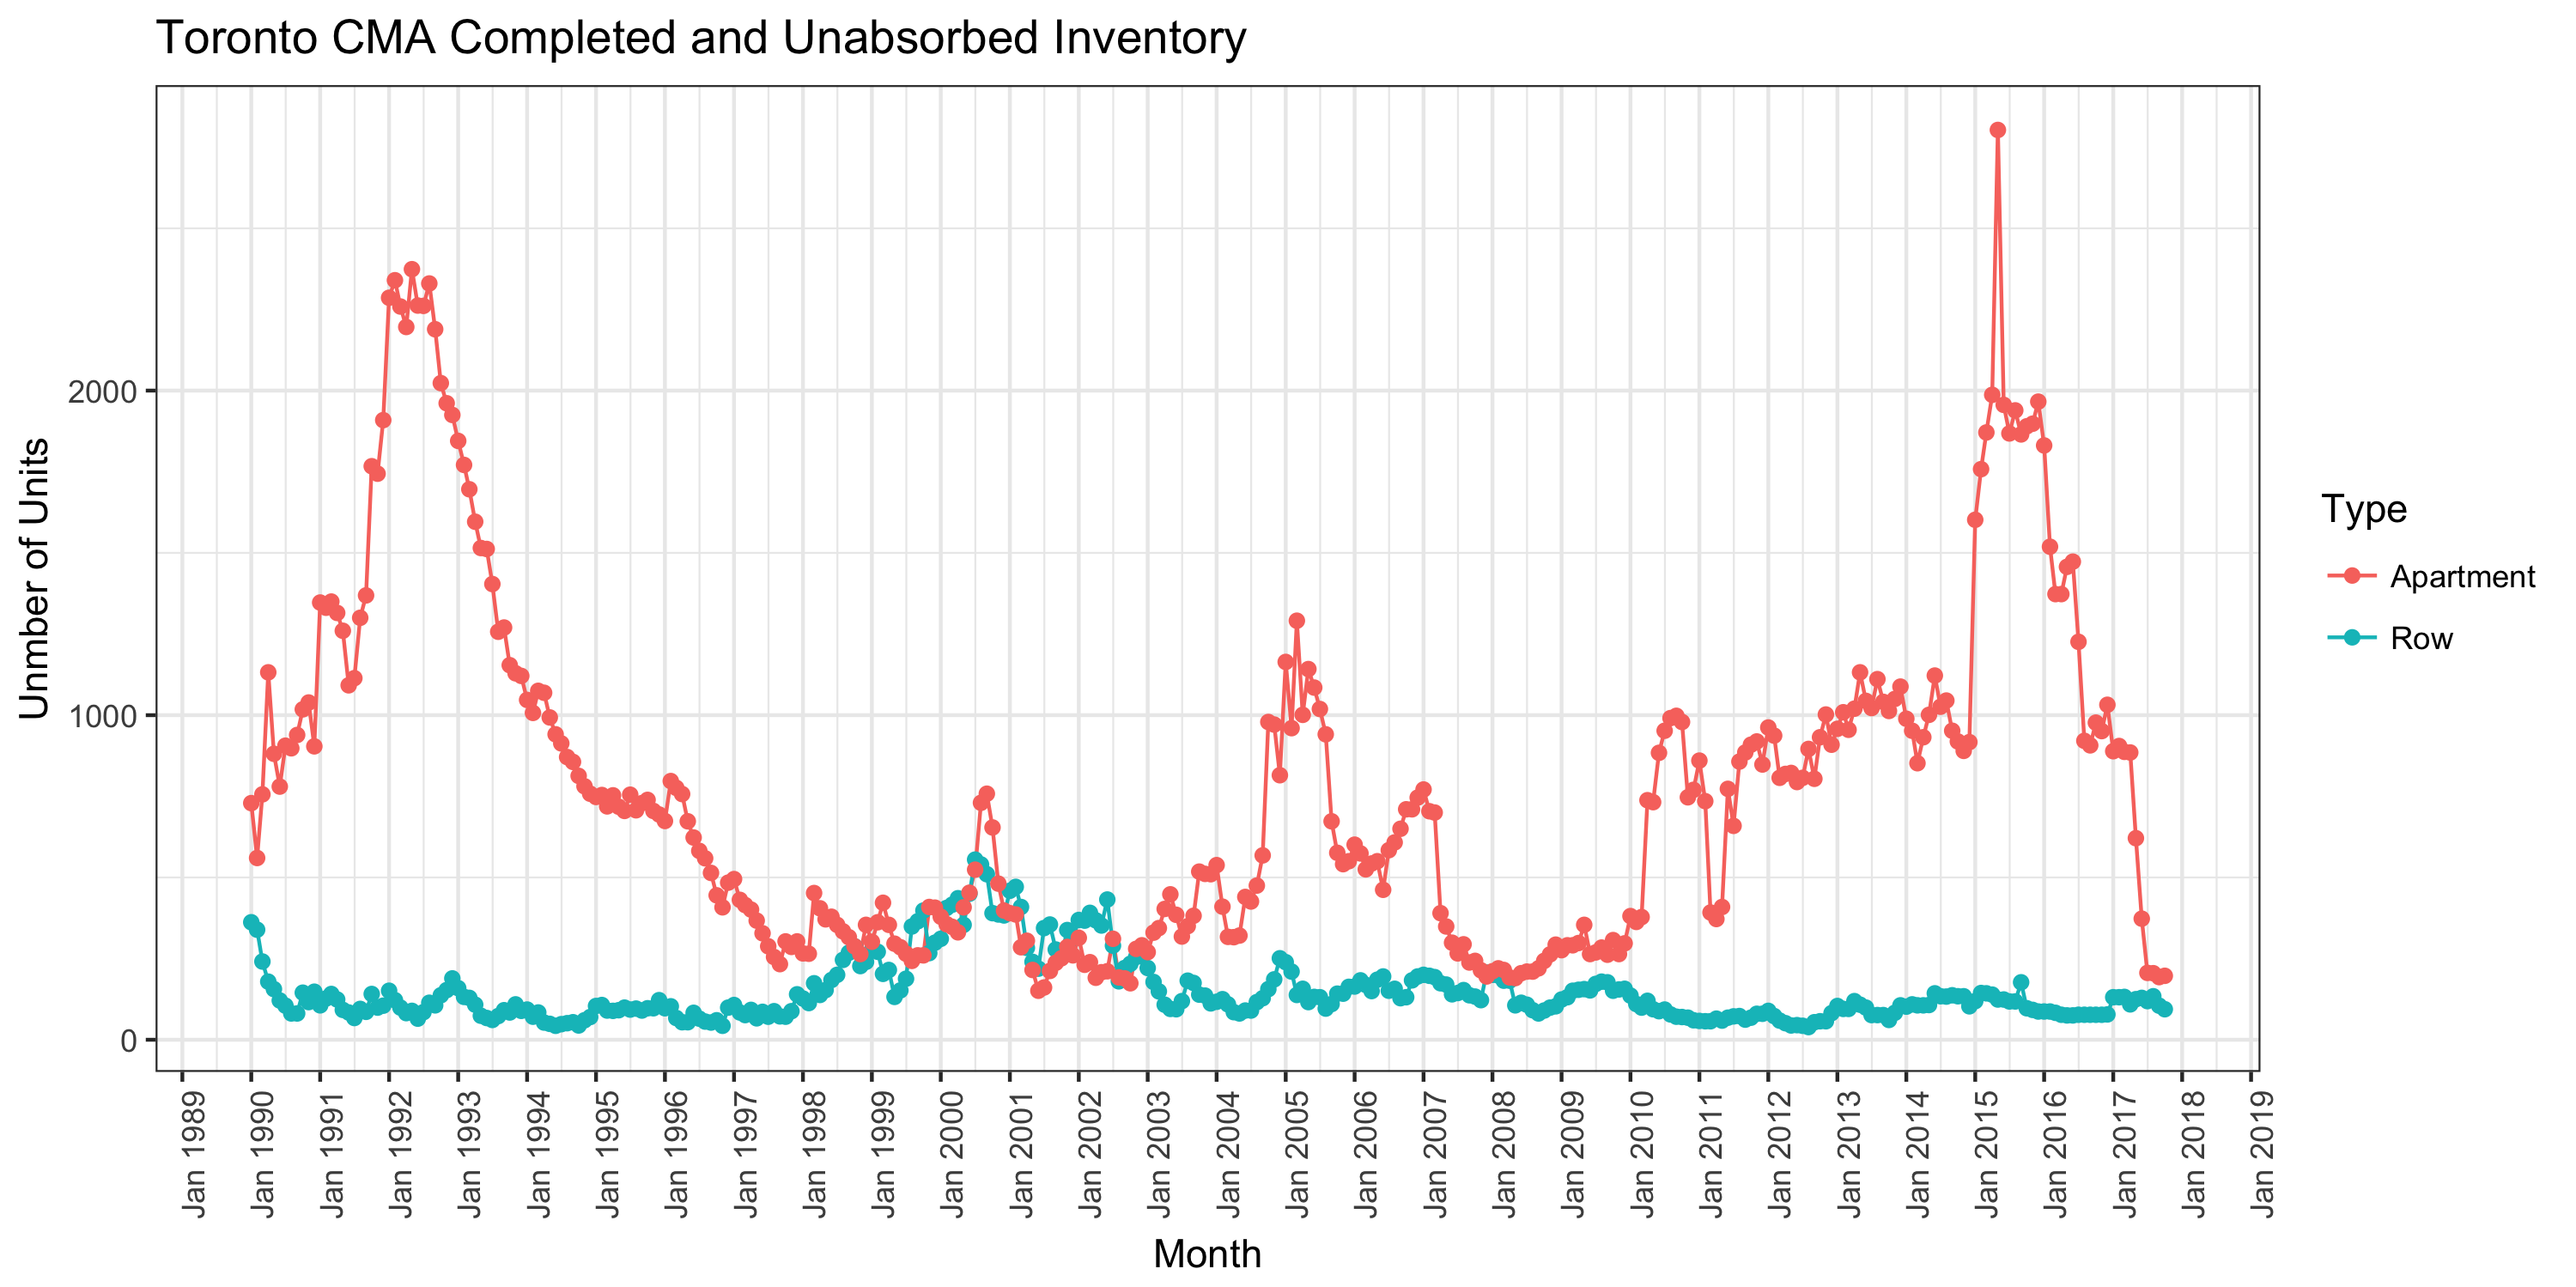 Toronto CMA Completed and Unabsorbed Inventory
Unmber of Units
2000
1000
0
Jan 1989
Jan 1990
Jan 1991
Jan 1992
Jan 1993
Jan 1994
Jan 1995
Jan 1996
Jan 1997
Jan 1998
Jan 1999
Jan 2000
Jan 2001
Jan 2002
Jan 2003
Jan 2004
Jan 2005
Jan 2006
Jan 2007
Jan 2008
Jan 2009
Jan 2010
Jan 2011
Jan 2012
Jan 2013
Jan 2014
Jan 2015
Jan 2016
Jan 2017
Jan 2018
Jan 2019
Month
Type
Apartment
Row